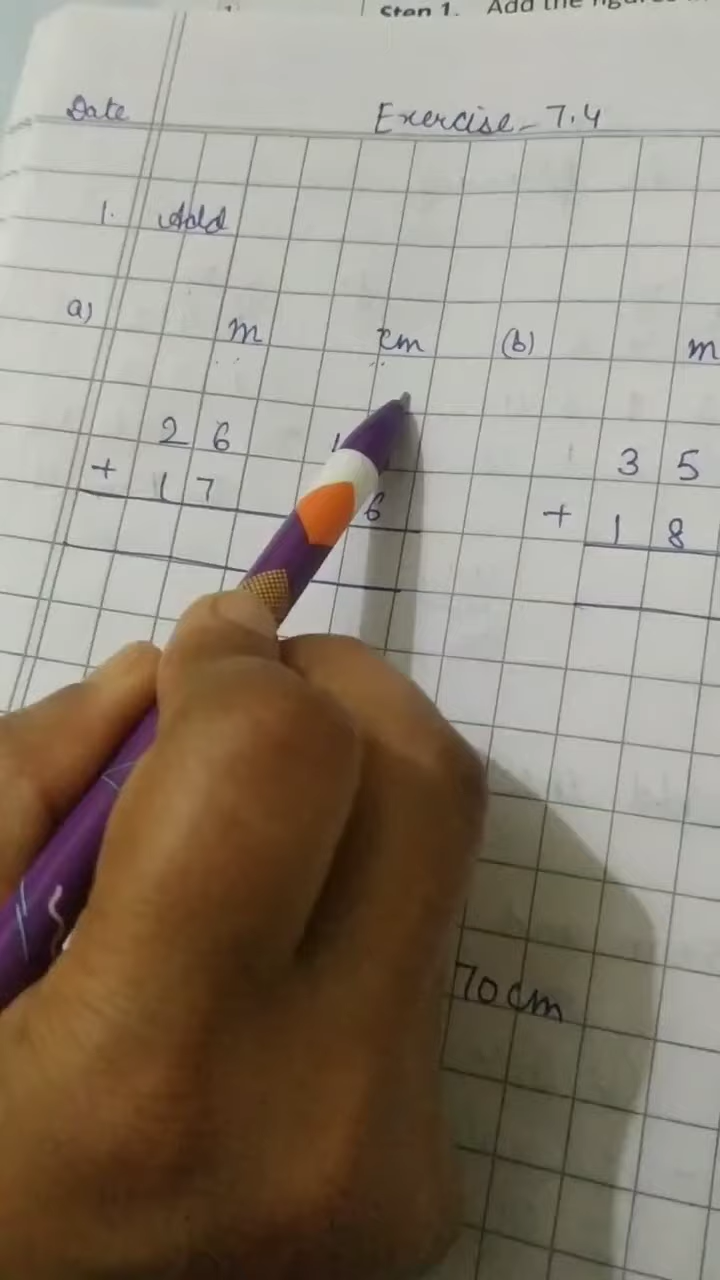 Step 1. Add the figures
Date
Exercise - 7.4
1. Add
a) m cm (b) m
2 6 1 3 5
+ 1 7 6 + 1 8
70 cm